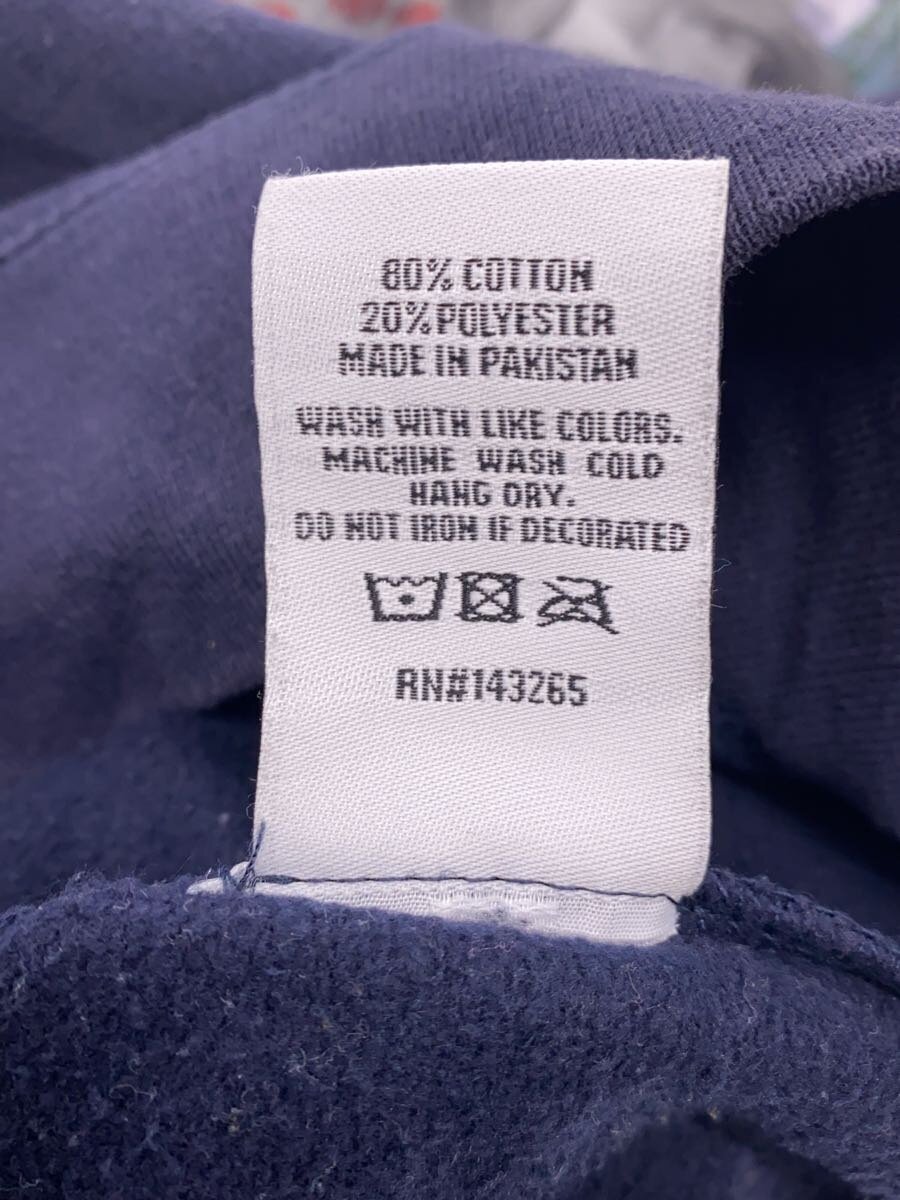 80% COTTON
20% POLYESTER
MADE IN PAKISTAN
WASH WITH LIKE COLORS.
MACHINE WASH COLD
HANG DRY.
DO NOT IRON IF DECORATED
RN#143265